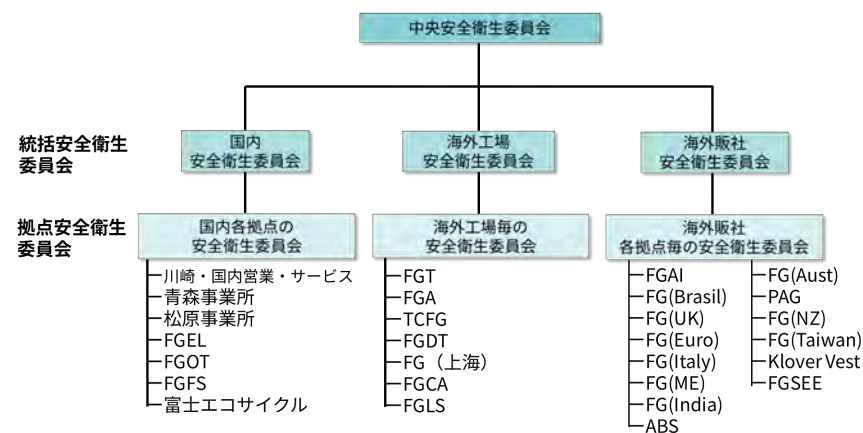 中央安全衛生委員会
統括安全衛生
委員会
国内
安全衛生委員会
海外工場
安全衛生委員会
海外販社
安全衛生委員会
拠点安全衛生
委員会
国内各拠点の
安全衛生委員会
海外工場毎の
安全衛生委員会
海外販社
各拠点毎の安全衛生委員会
川崎・国内営業・サービス
青森事業所
松原事業所
FGEL
FGOT
FGFS
富士エコサイクル
FGT
FGA
TCFG
FGDT
FG（上海）
FGCA
FGLS
FGAI
FG(Brasil)
FG(UK)
FG(Euro)
FG(Italy)
FG(ME)
FG(India)
ABS
FG(Aust)
PAG
FG(NZ)
FG(Taiwan)
Klover Vest
FGSEE